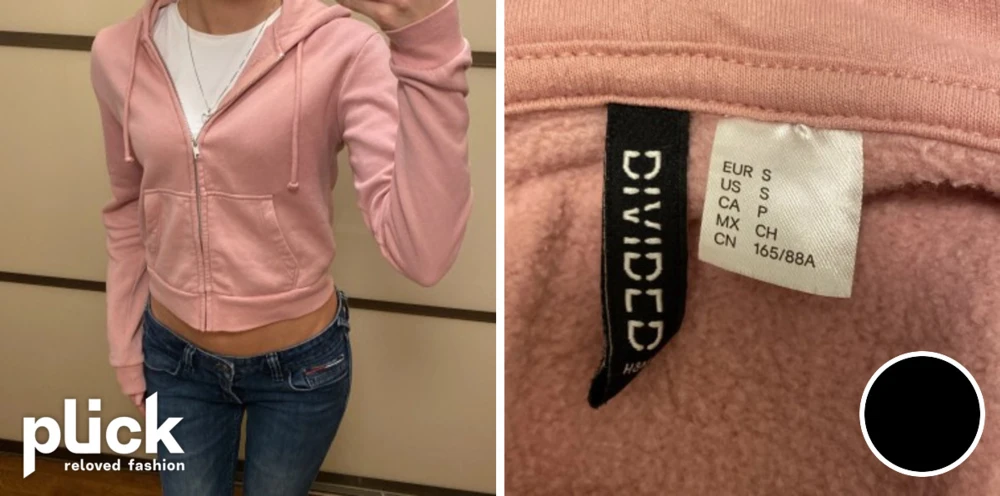 plick
reloved fashion
DIVIDED
EUR S
US S
CA P
MX CH
CN 165/88A